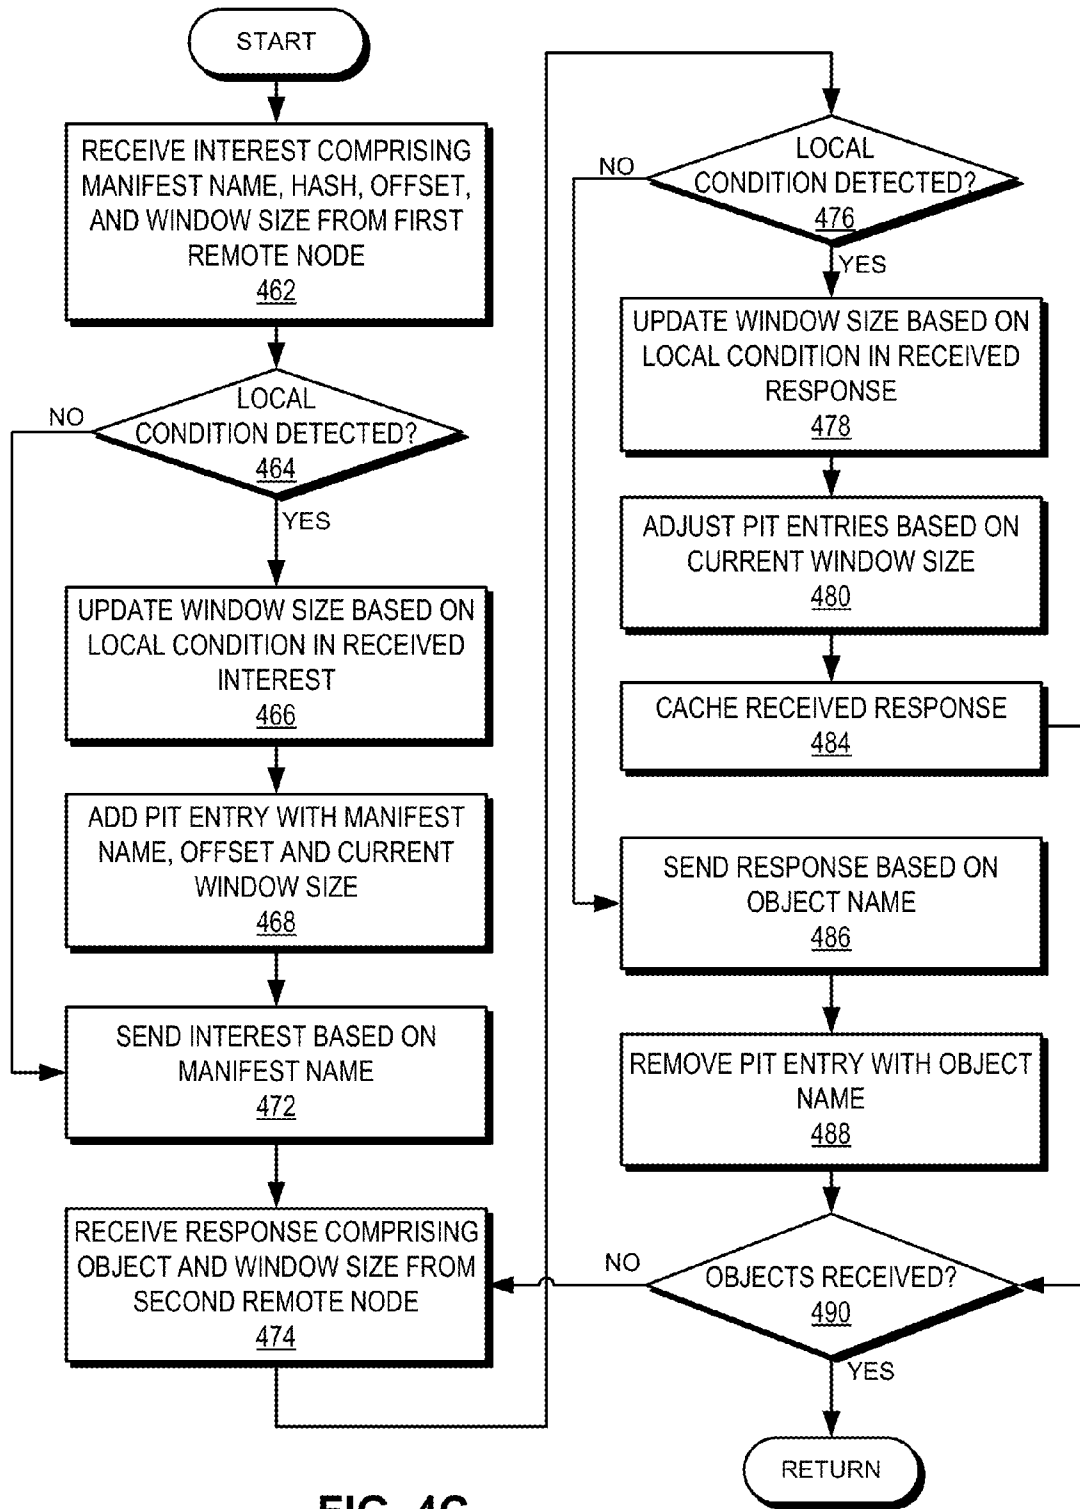 START
RECEIVE INTEREST COMPRISING
MANIFEST NAME, HASH, OFFSET,
AND WINDOW SIZE FROM FIRST
REMOTE NODE
462
LOCAL
CONDITION DETECTED?
464
NO
YES
UPDATE WINDOW SIZE BASED ON
LOCAL CONDITION IN RECEIVED
INTEREST
466
ADD PIT ENTRY WITH MANIFEST
NAME, OFFSET AND CURRENT
WINDOW SIZE
468
SEND INTEREST BASED ON
MANIFEST NAME
472
RECEIVE RESPONSE COMPRISING
OBJECT AND WINDOW SIZE FROM
SECOND REMOTE NODE
474
LOCAL
CONDITION DETECTED?
476
NO
YES
UPDATE WINDOW SIZE BASED ON
LOCAL CONDITION IN RECEIVED
RESPONSE
478
ADJUST PIT ENTRIES BASED ON
CURRENT WINDOW SIZE
480
CACHE RECEIVED RESPONSE
484
SEND RESPONSE BASED ON
OBJECT NAME
486
REMOVE PIT ENTRY WITH OBJECT
NAME
488
OBJECTS RECEIVED?
490
NO
YES
RETURN